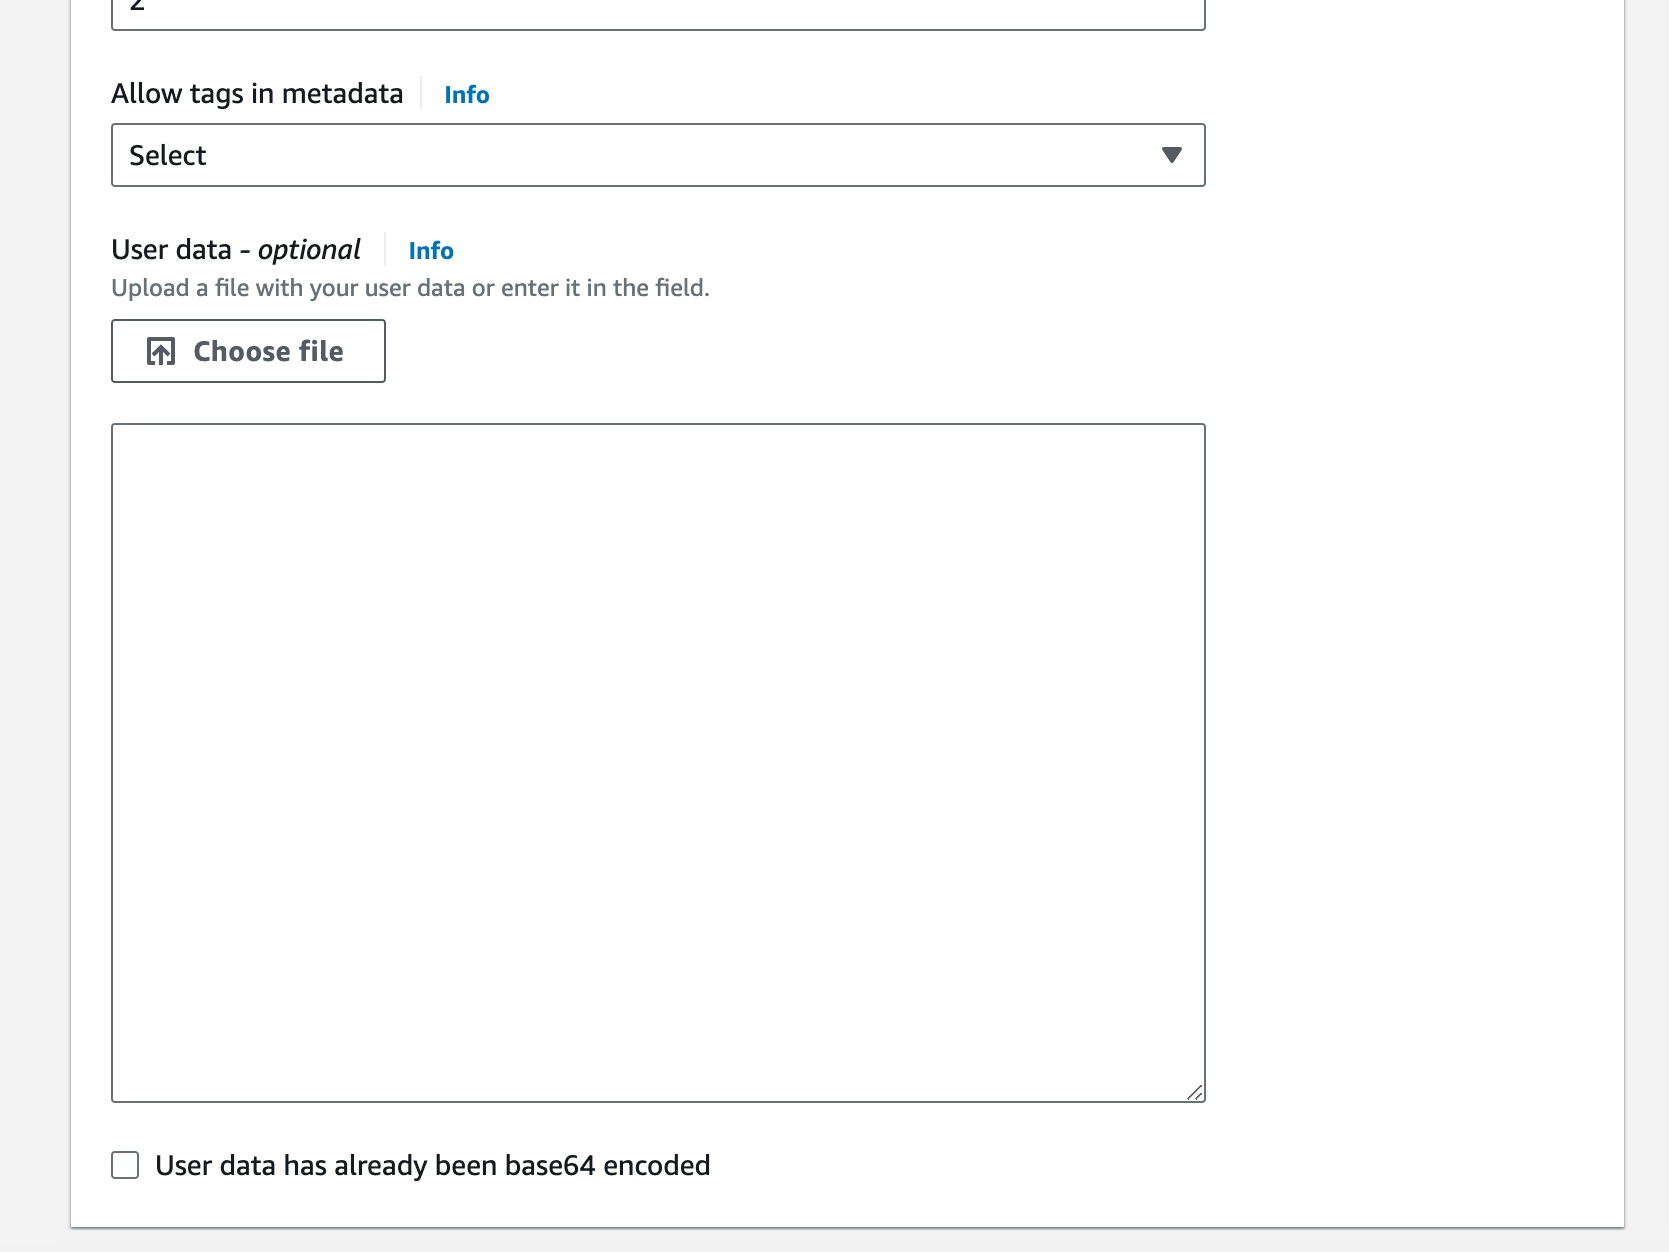 2
Allow tags in metadata Info
Select
User data - optional Info
Upload a file with your user data or enter it in the field.
Choose file
User data has already been base64 encoded